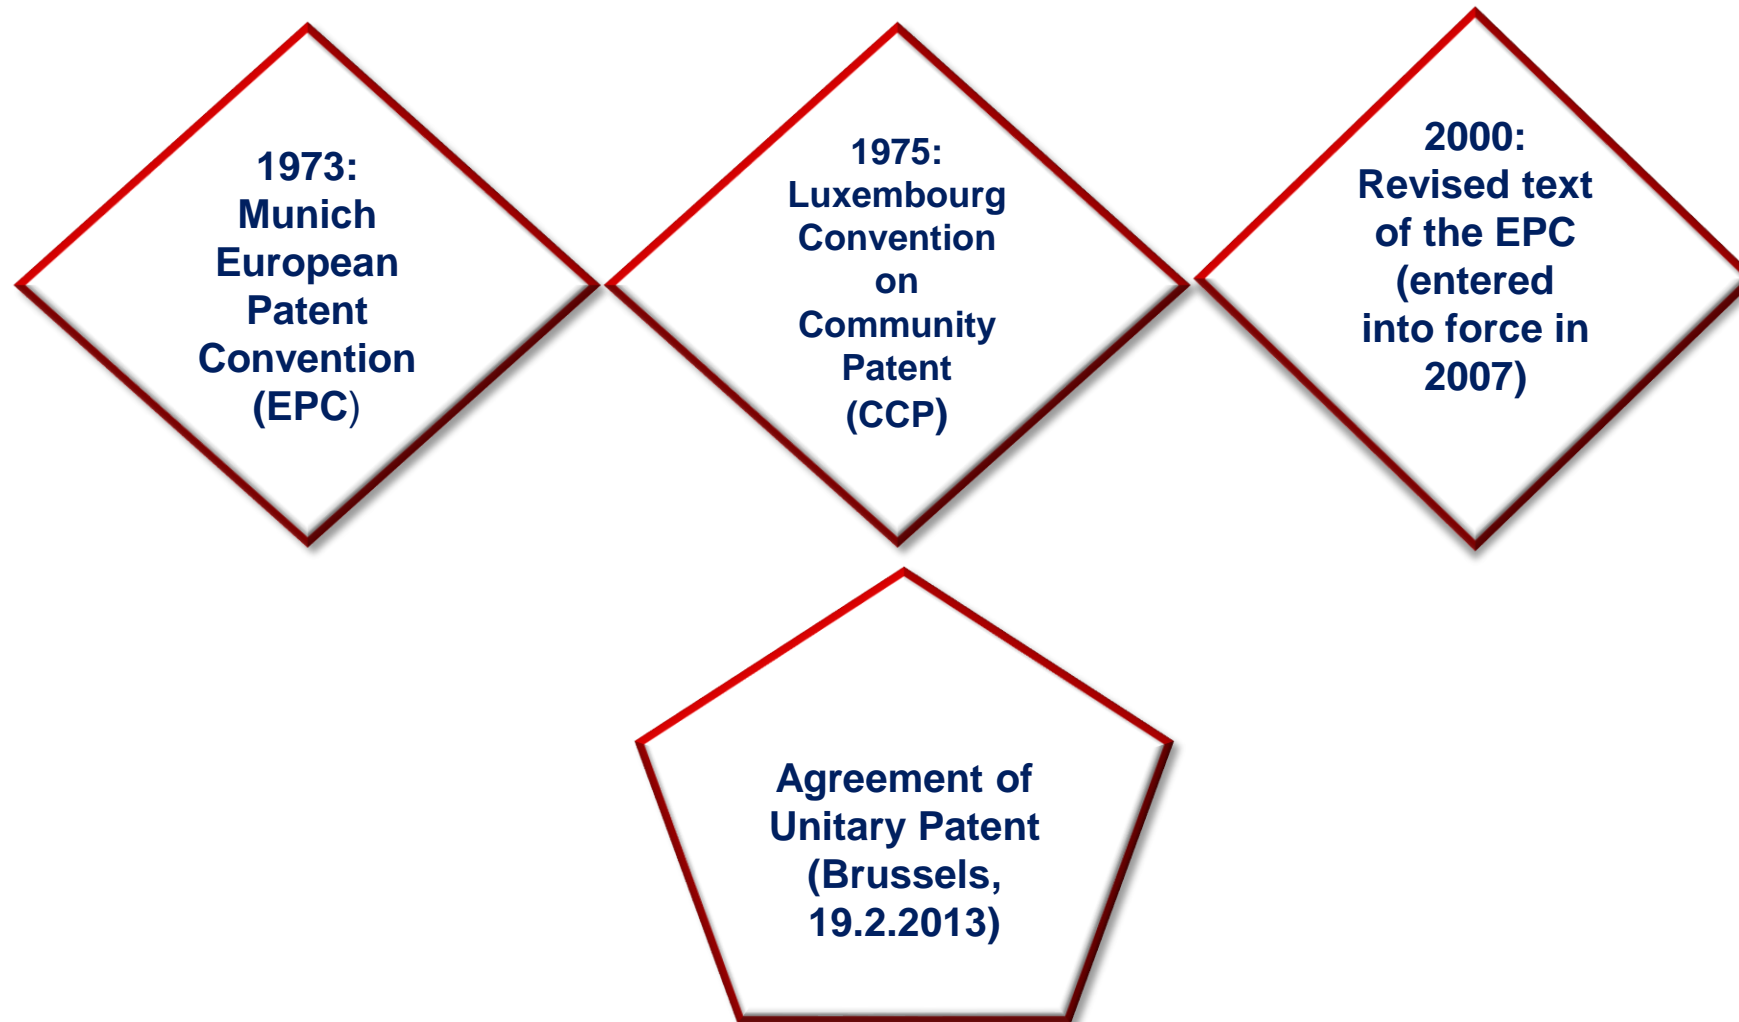 1973:
Munich
European
Patent
Convention
(EPC)
1975:
Luxembourg
Convention
on
Community
Patent
(CCP)
2000:
Revised text
of the EPC
(entered
into force in
2007)
Agreement of
Unitary Patent
(Brussels,
19.2.2013)